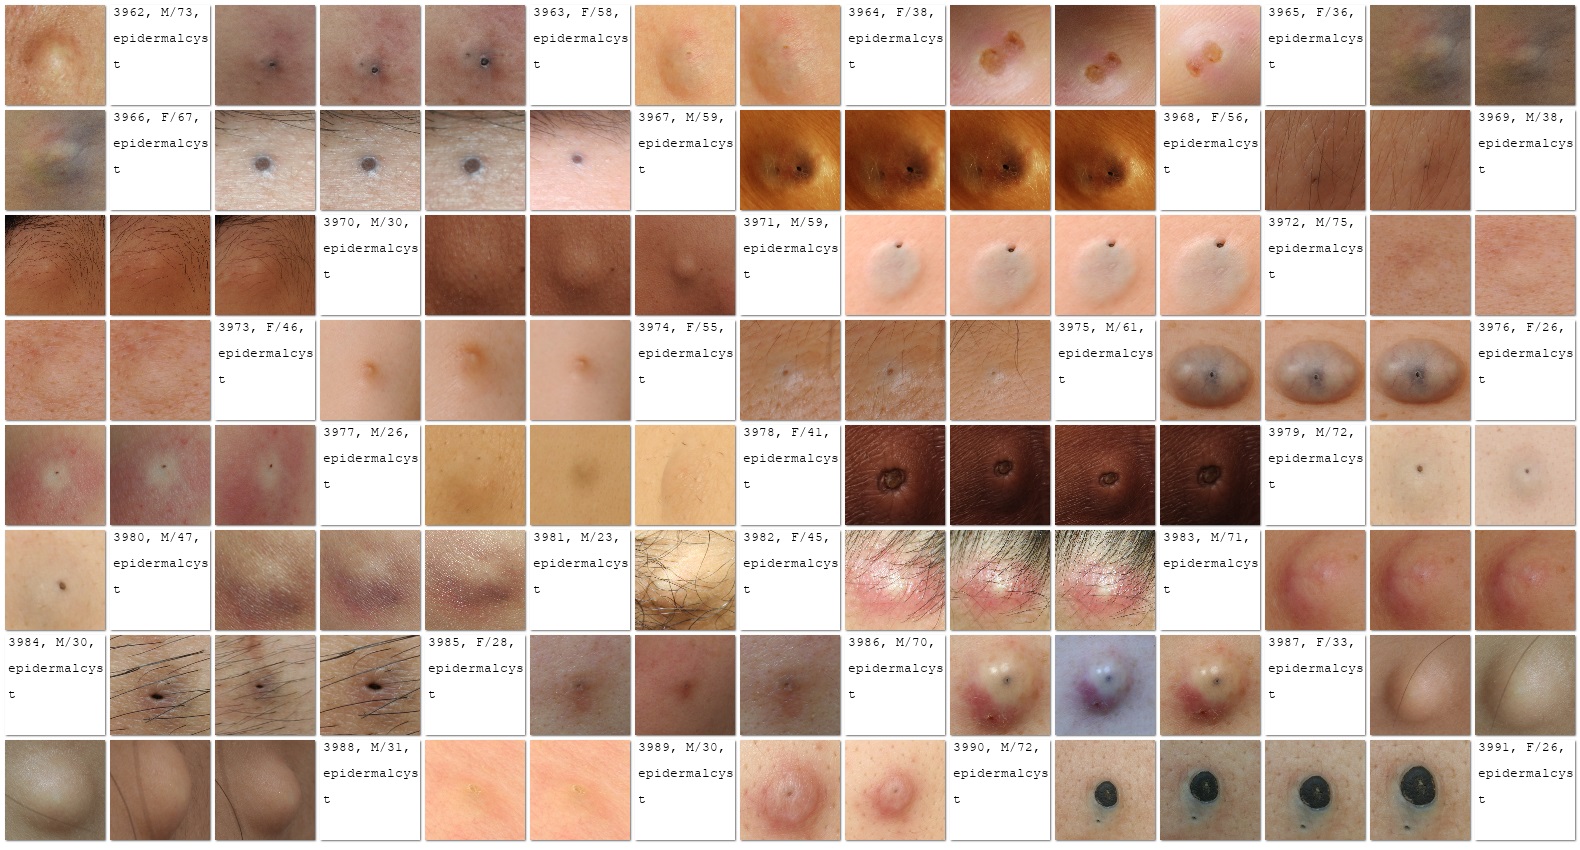 3962, M/73,
epidermalcys
t
3963, F/58,
epidermalcys
t
3964, F/38,
epidermalcys
t
3965, F/36,
epidermalcys
t
3966, F/67,
epidermalcys
t
3967, M/59,
epidermalcys
t
3968, F/56,
epidermalcys
t
3969, M/38,
epidermalcys
t
3970, M/30,
epidermalcys
t
3971, M/59,
epidermalcys
t
3972, M/75,
epidermalcys
t
3973, F/46,
epidermalcys
t
3974, F/55,
epidermalcys
t
3975, M/61,
epidermalcys
t
3976, F/26,
epidermalcys
t
3977, M/26,
epidermalcys
t
3978, F/41,
epidermalcys
t
3979, M/72,
epidermalcys
t
3980, M/47,
epidermalcys
t
3981, M/23,
epidermalcys
t
3982, F/45,
epidermalcys
t
3983, M/71,
epidermalcys
t
3984, M/30,
epidermalcys
t
3985, F/28,
epidermalcys
t
3986, M/70,
epidermalcys
t
3987, F/33,
epidermalcys
t
3988, M/31,
epidermalcys
t
3989, M/30,
epidermalcys
t
3990, M/72,
epidermalcys
t
3991, F/26,
epidermalcys
t